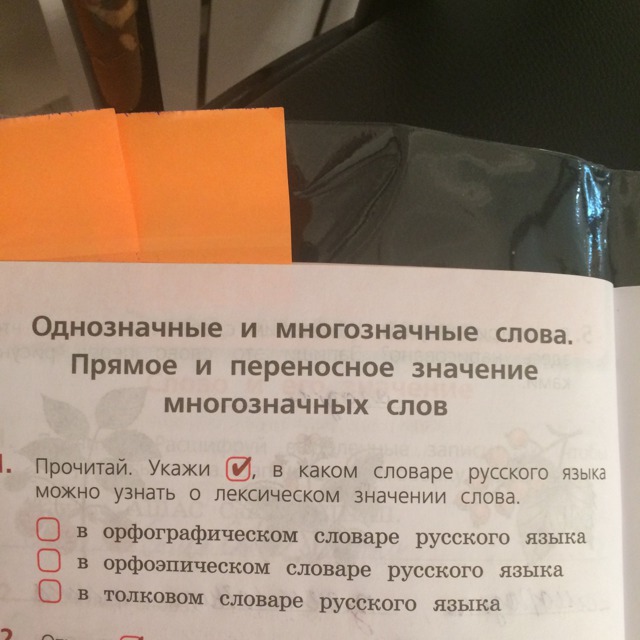 Однозначные и многозначные слова.
Прямое и переносное значение
многозначных слов
1. Прочитай. Укажи ☑, в каком словаре русского языка
можно узнать о лексическом значении слова.
в орфографическом словаре русского языка
в орфоэпическом словаре русского языка
в толковом словаре русского языка
2